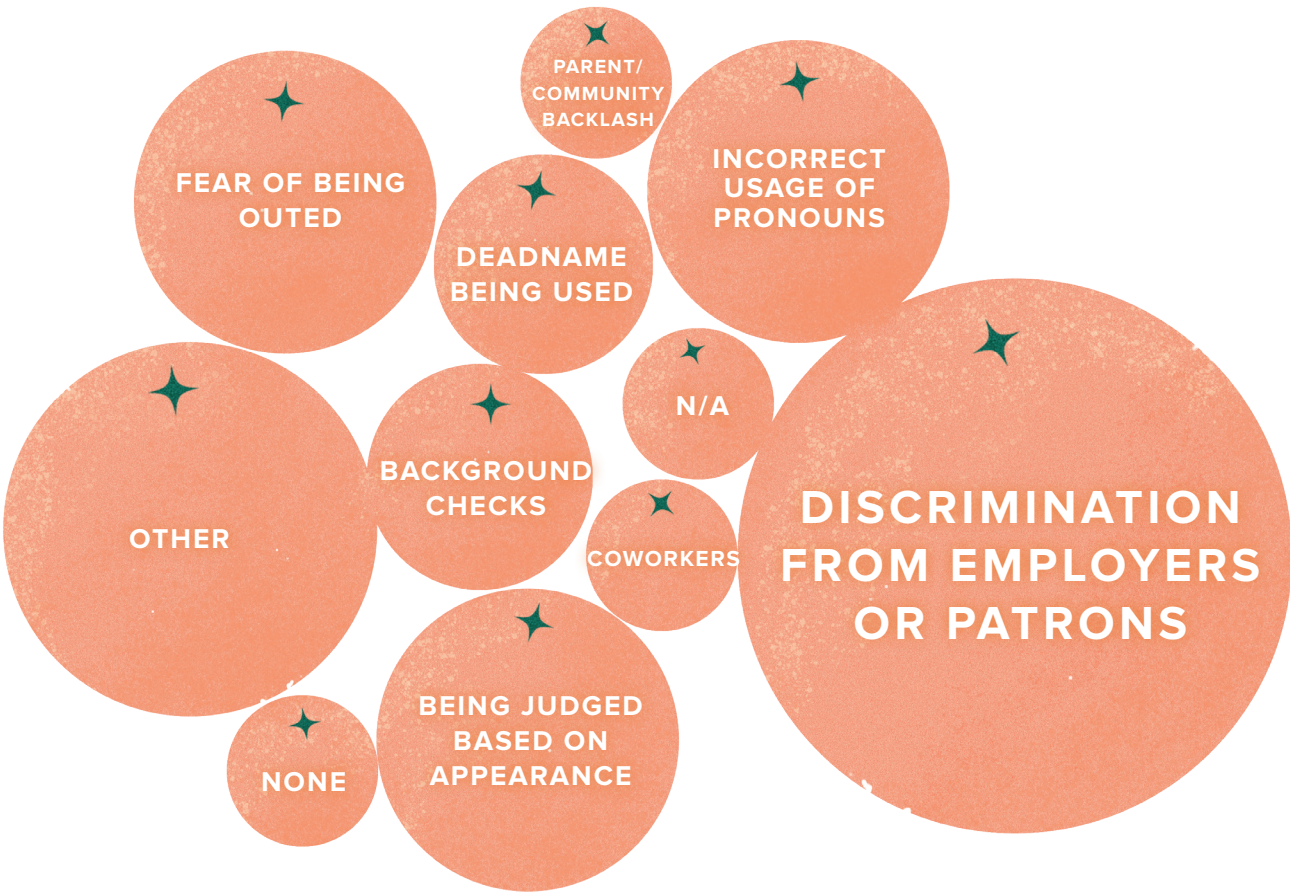 PARENT/
COMMUNITY
BACKLASH
FEAR OF BEING
OUTED
INCORRECT
USAGE OF
PRONOUNS
DEADNAME
BEING USED
N/A
BACKGROUND
CHECKS
OTHER
COWORKERS
DISCRIMINATION
FROM EMPLOYERS
OR PATRONS
BEING JUDGED
BASED ON
APPEARANCE
NONE